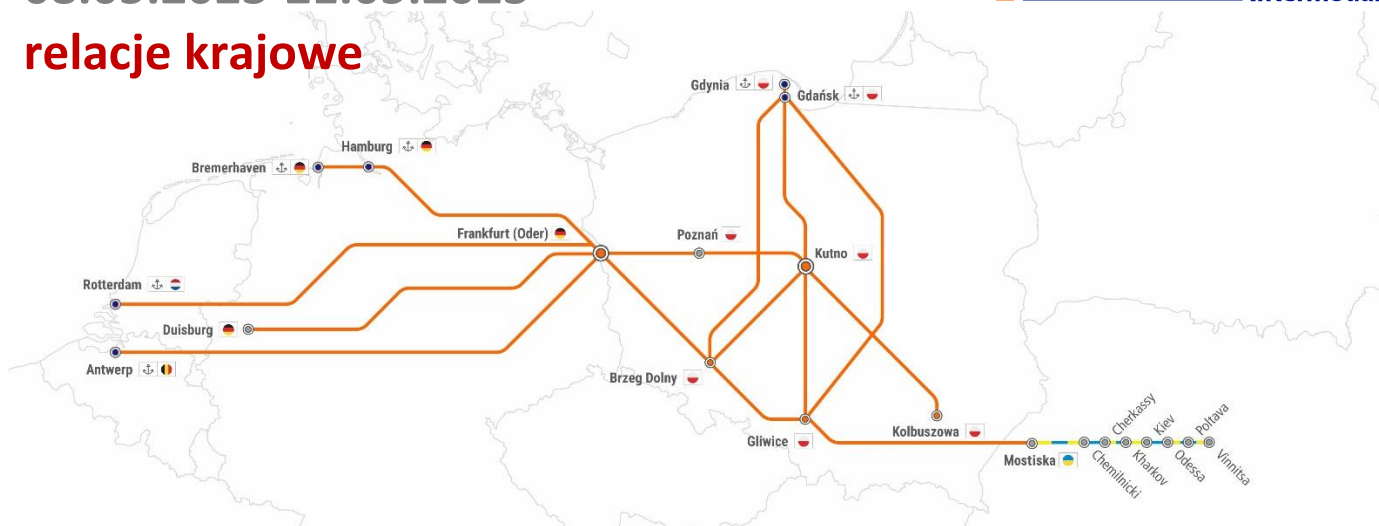 relacje krajowe
Gdynia
Gdańsk
Hamburg
Bremerhaven
Frankfurt (Oder)
Poznań
Kutno
Rotterdam
Duisburg
Antwerp
Brzeg Dolny
Gliwice
Kolbuszowa
Mostiska
Chemilnicki
Cherkassy
Kharkov
Kiev
Odessa
Poltava
Vinnitsa